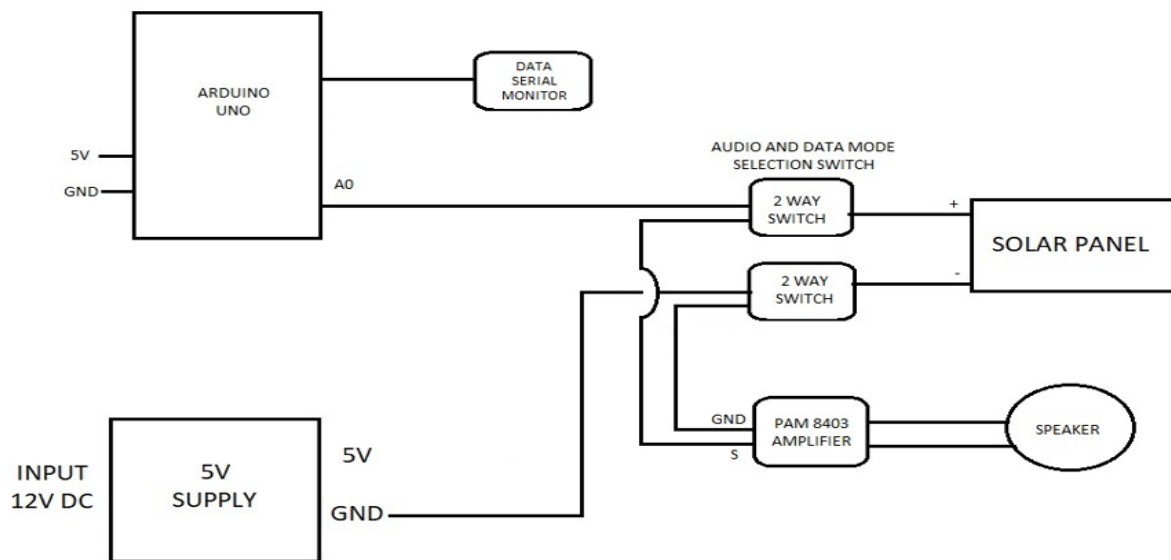 ARDUINO
UNO
5V
GND
A0
DATA
SERIAL
MONITOR
AUDIO AND DATA MODE
SELECTION SWITCH
2 WAY
SWITCH
+
SOLAR PANEL
2 WAY
SWITCH
-
GND
S
PAM 8403
AMPLIFIER
SPEAKER
INPUT
12V DC
5V
SUPPLY
5V
GND